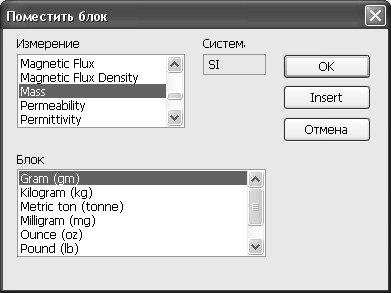 Поместить блок
Измерение
Система
Magnetic Flux
Magnetic Flux Density
Mass
Permeability
Permittivity
SI
OK
Insert
Отмена
Блок
Gram (gm)
Kilogram (kg)
Metric ton (tonne)
Milligram (mg)
Ounce (oz)
Pound (lb)